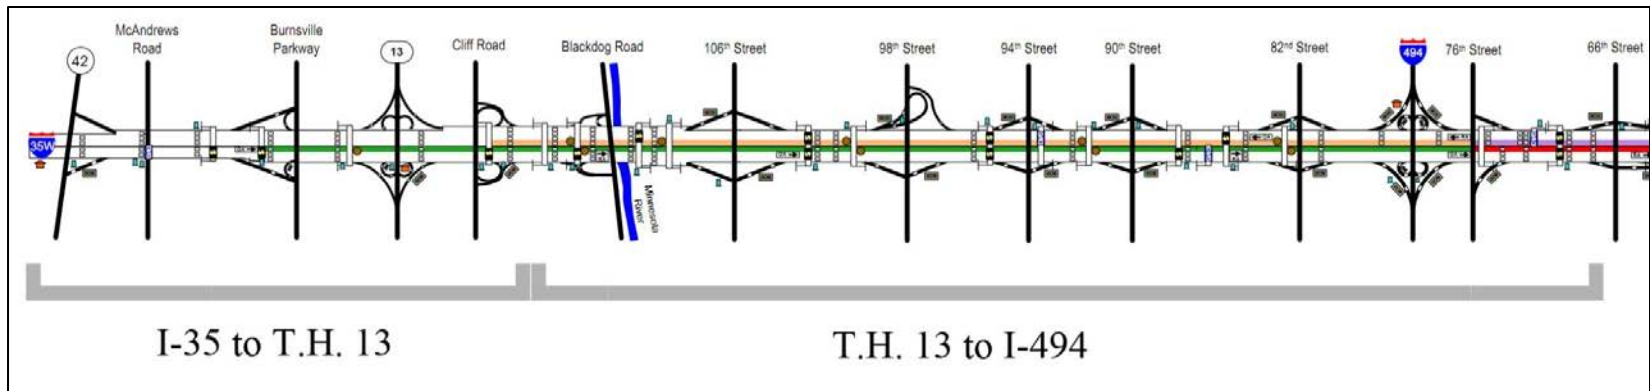 42
McAndrews
Road
Burnsville
Parkway
13
Cliff Road
Blackdog Road
106th Street
98th Street
94th Street
90th Street
82nd Street
494
76th Street
66th Street
35W
Minnesota
River
I-35 to T.H. 13
T.H. 13 to I-494